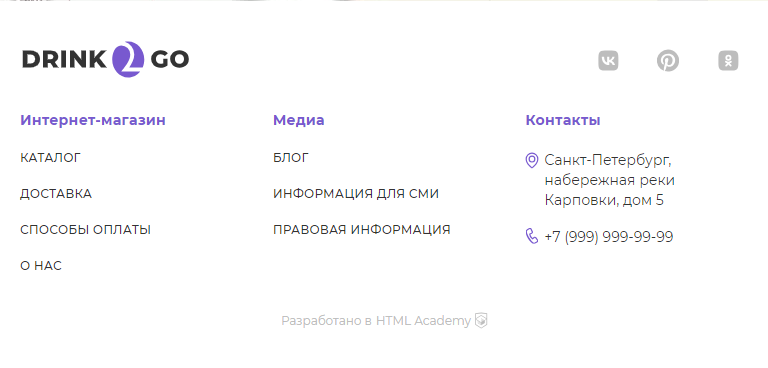 DRINK 2 GO
Интернет-магазин
КАТАЛОГ
ДОСТАВКА
СПОСОБЫ ОПЛАТЫ
О НАС
Медиа
БЛОГ
ИНФОРМАЦИЯ ДЛЯ СМИ
ПРАВОВАЯ ИНФОРМАЦИЯ
Контакты
Санкт-Петербург,
набережная реки
Карповки, дом 5
+7 (999) 999-99-99
Разработано в HTML Academy